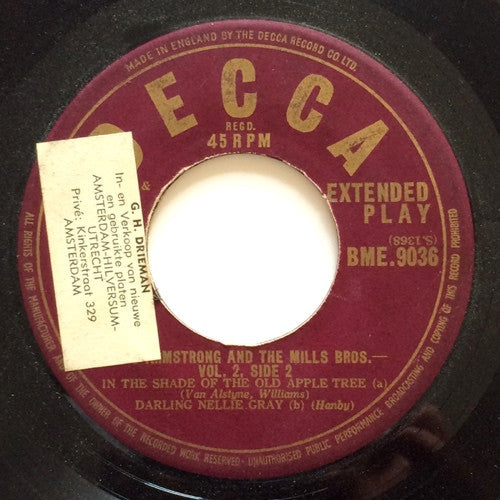 MADE IN ENGLAND BY THE DECCA RECORD CO LTD.
DECCA
REGD.
45 RPM
&
EXTENDED
PLAY
(S.1368)
BME.9036
ARMSTRONG AND THE MILLS BROS.—
VOL. 2, SIDE 2
IN THE SHADE OF THE OLD APPLE TREE (a)
(Van Alstyne, Williams)
DARLING NELLIE GRAY (b) (Hanby)
ALL RIGHTS OF THE MANUFACTURER AND OF THE OWNER OF THE RECORDED WORK RESERVED - UNAUTHORISED PUBLIC PERFORMANCE, BROADCASTING AND COPYING OF THIS RECORD PROHIBITED
G. H. DRIEMAN
In- en Verkoop van nieuwe
en gebruikte platen
AMSTERDAM-HILVERSUM-
UTRECHT
Privé: Kinkerstraat 329
AMSTERDAM